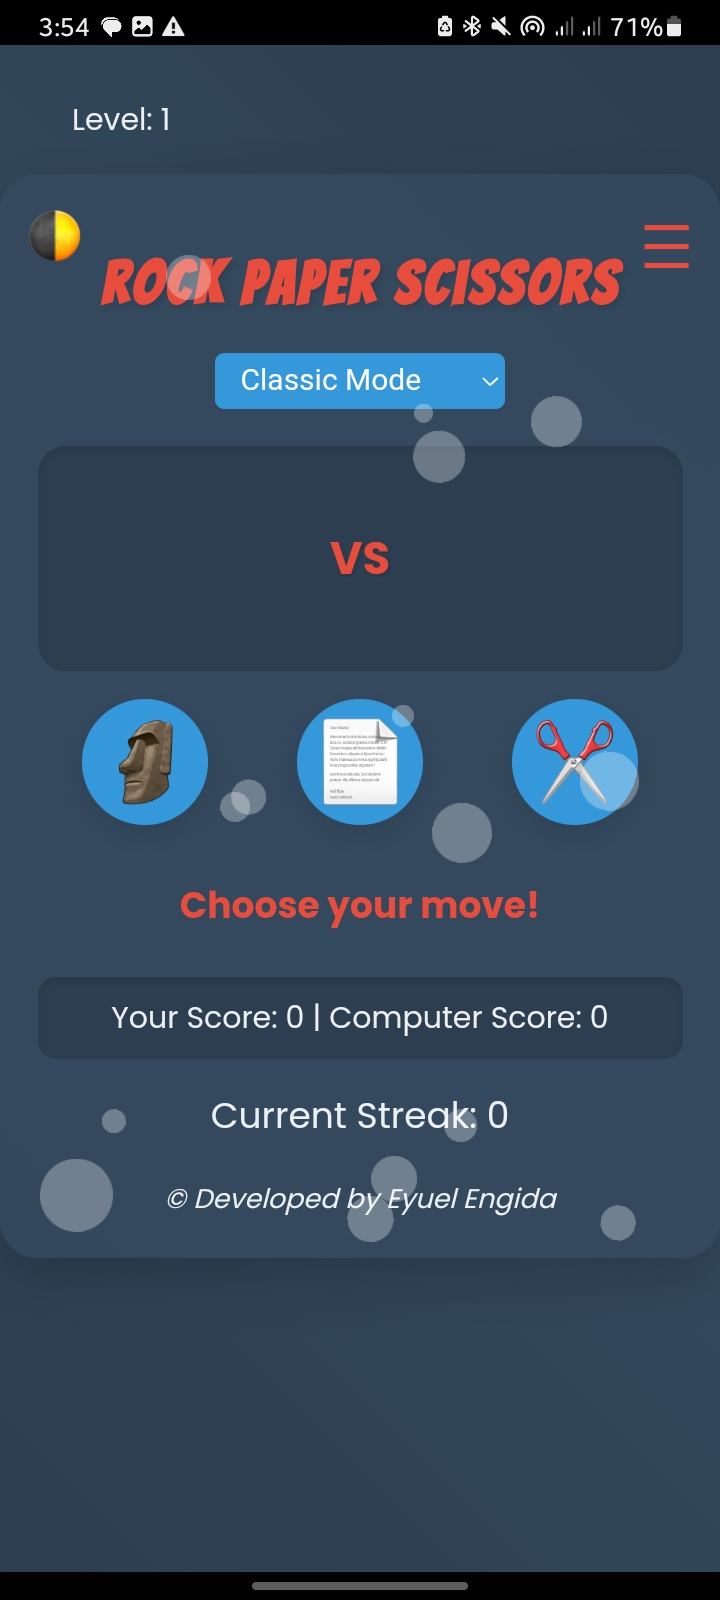 3:54 71%
Level: 1
ROCK PAPER SCISSORS
Classic Mode
VS
Choose your move!
Your Score: 0 | Computer Score: 0
Current Streak: 0
© Developed by Eyuel Engida